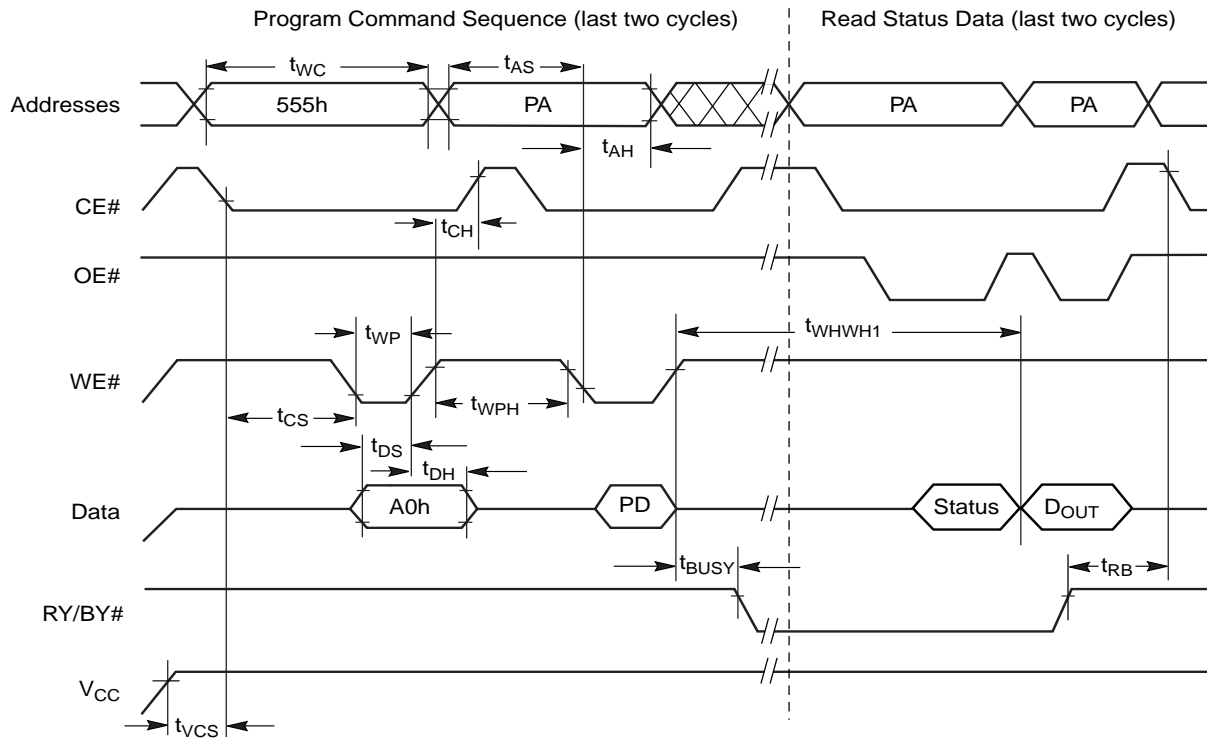 Program Command Sequence (last two cycles) Read Status Data (last two cycles)
tWC tAS
Addresses 555h PA PA PA
tAH
CE#
tCH
OE#
tWP tWHWH1
WE#
tCS tWPH
tDS
tDH
Data A0h PD Status DOUT
tBUSY tRB
RY/BY#
VCC
tVCS